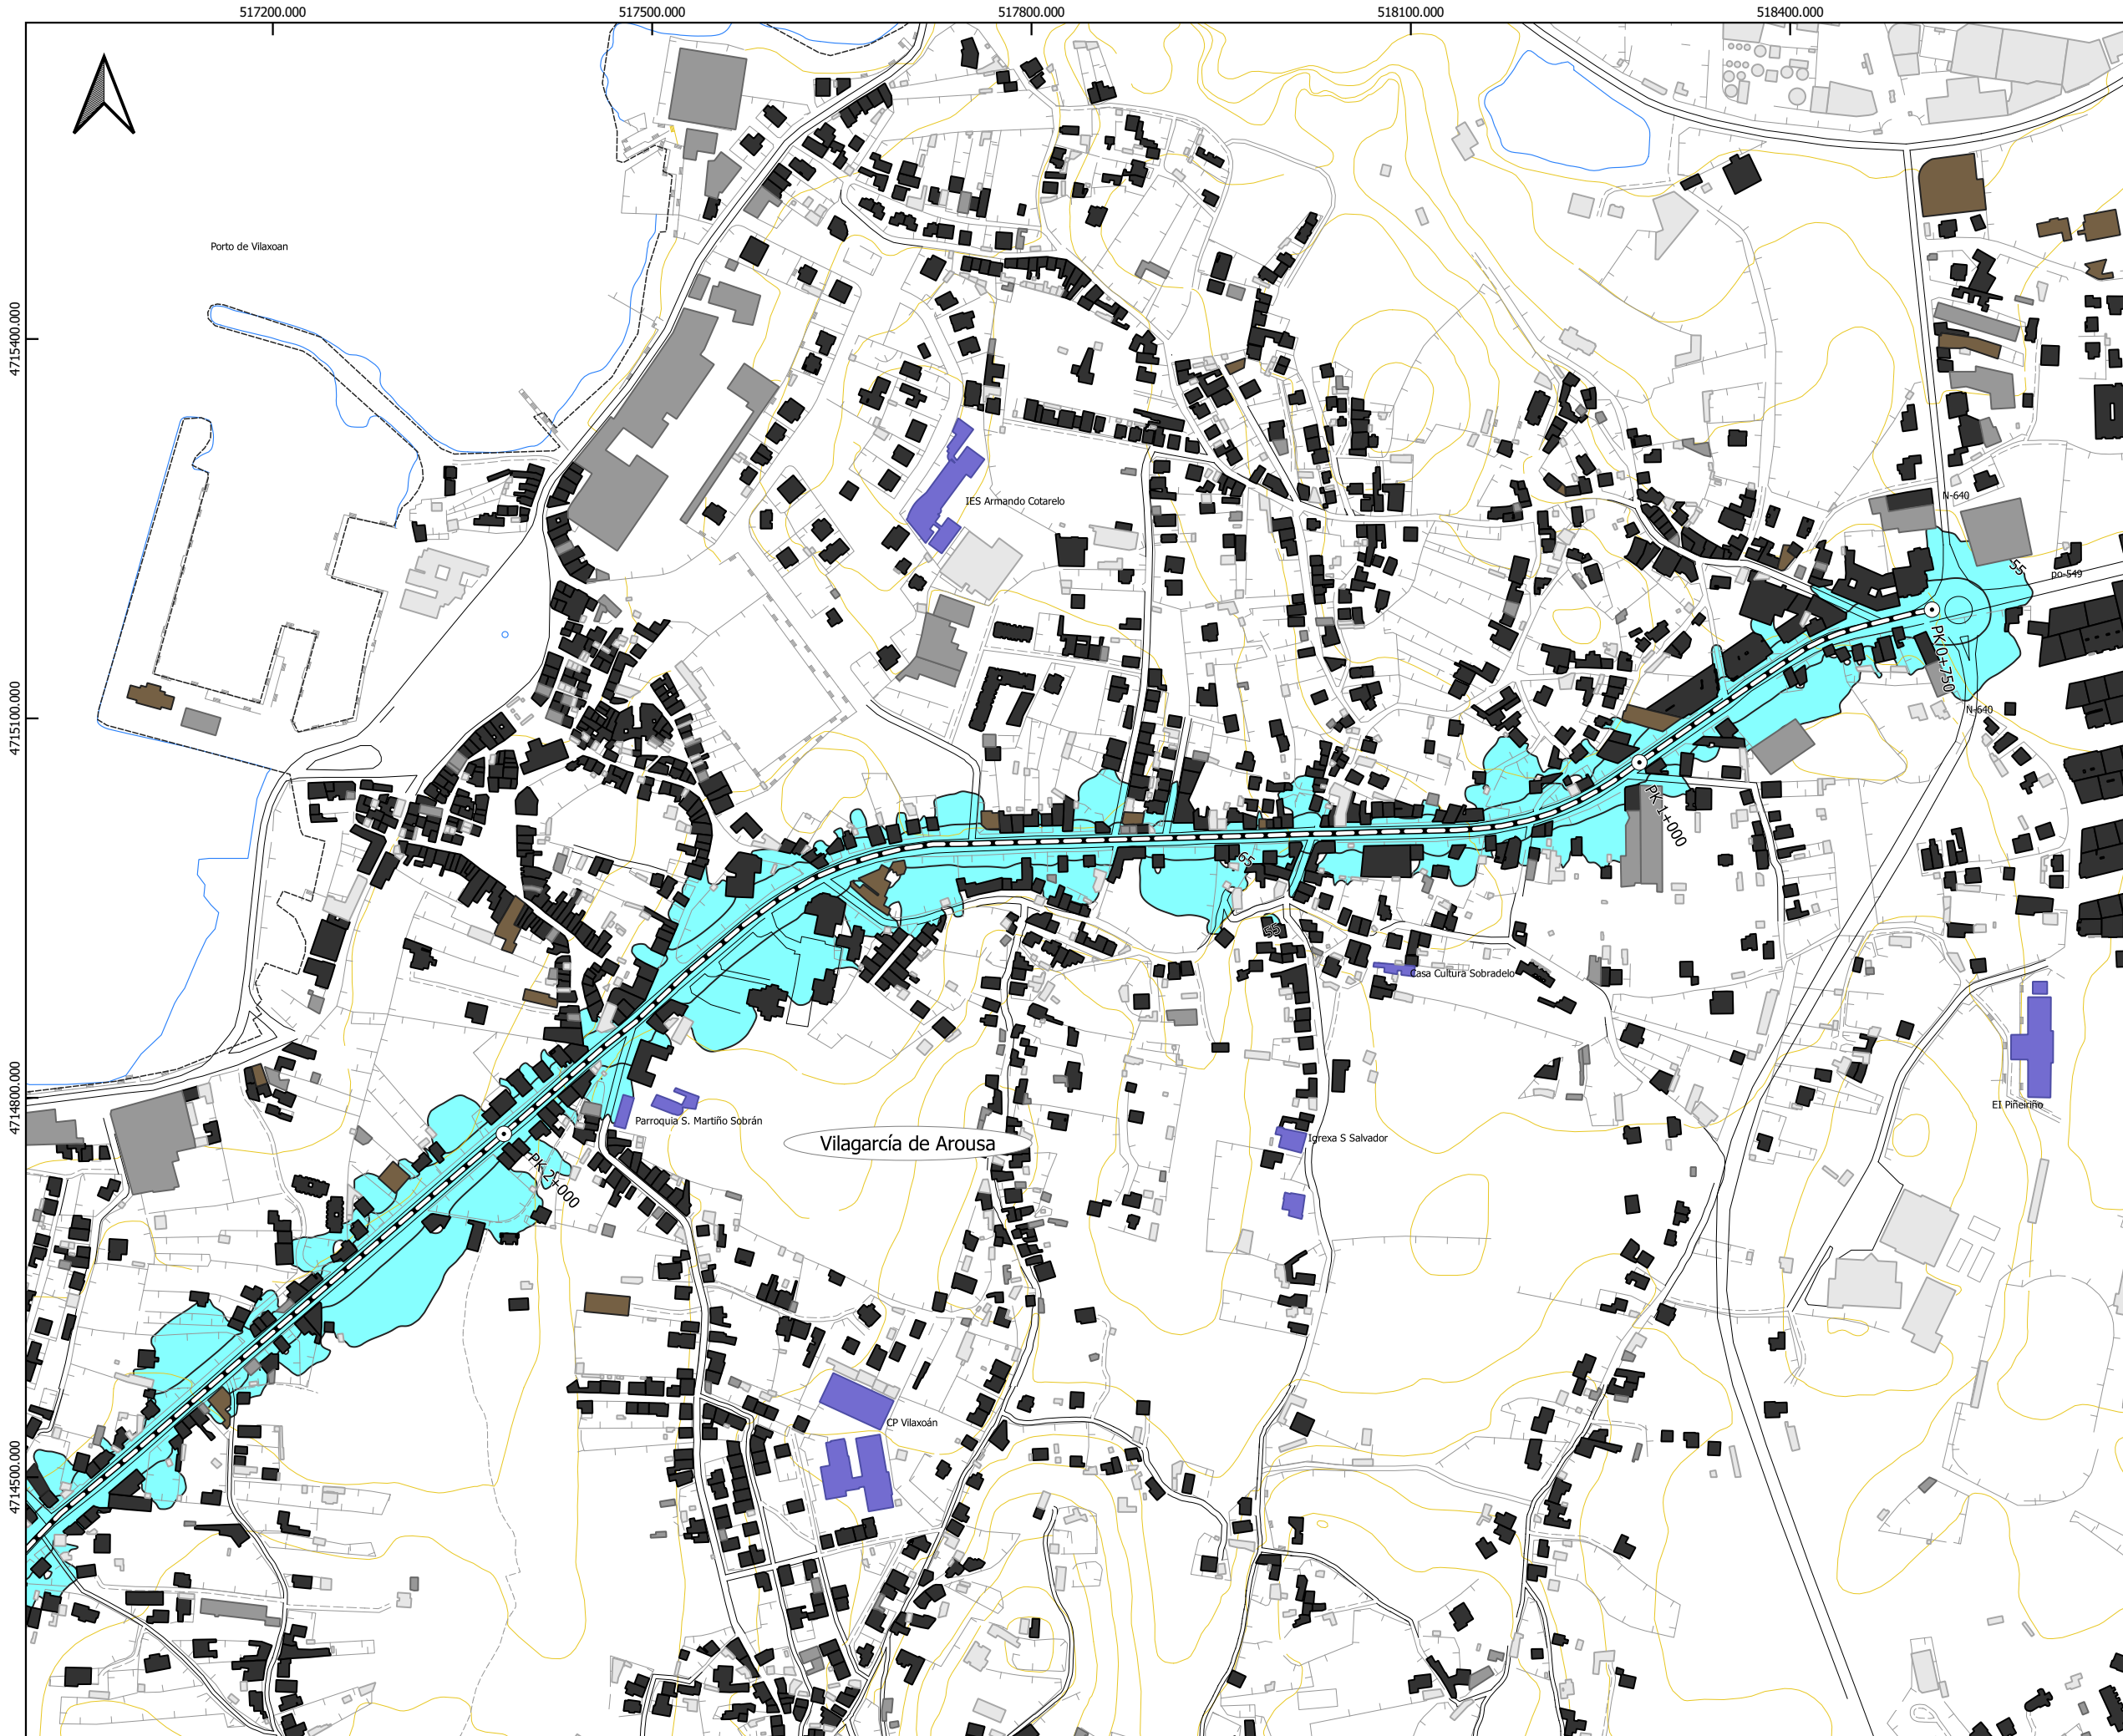 517200.000
517500.000
517800.000
518100.000
518400.000
Porto de Vilaxoan
4715400.000
IES Armando Cotarelo
N-640
55
po-549
PK 0+750
N-640
4715100.000
PK 1+000
65
55
Casa Cultura Sobradelo
4714800.000
EI Piñeiriño
Parroquia S. Martiño Sobrán
Vilagarcía de Arousa
Igrexa S Salvador
PK 2+000
CP Vilaxoán
4714500.000